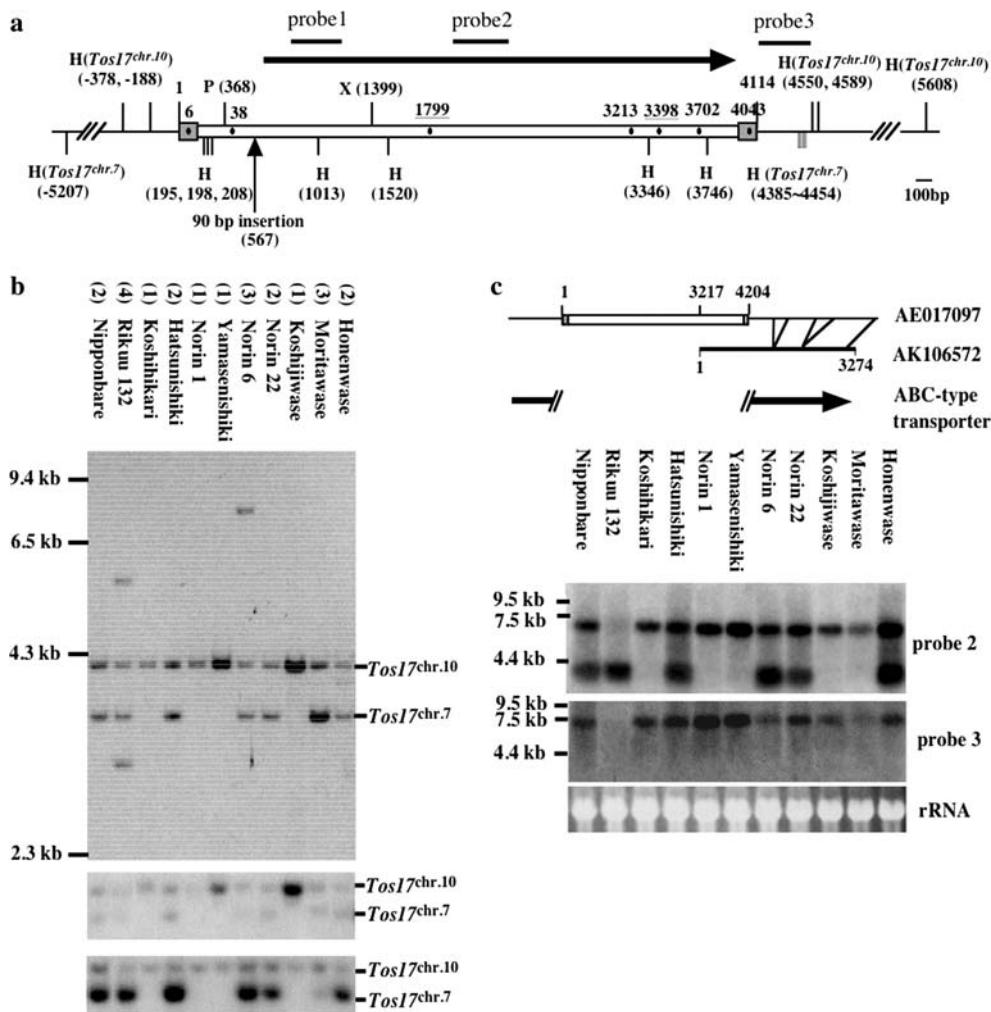 a
probe1 probe2 probe3
H(Tos17chr.10) H(Tos17chr.10) H(Tos17chr.10)
(-378, -188) 1 P (368) X (1399) 4114 (4550, 4589) (5608)
6 38 1799 3213 3398 3702 4043
H(Tos17chr.7) H H H H H H (Tos17chr.7)
(-5207) (195, 198, 208) (1013) (1520) (3346) (3746) (4385~4454) 100bp
90 bp insertion
(567)
b
(2) Nipponbare
(4) Rikuu 132
(1) Koshihikari
(2) Hatsunishiki
(1) Norin 1
(1) Yamasenishiki
(3) Norin 6
(2) Norin 22
(1) Koshijiwase
(3) Moritawase
(2) Honenwase
9.4 kb
6.5 kb
4.3 kb
Tos17chr.10
Tos17chr.7
2.3 kb
Tos17chr.10
Tos17chr.7
Tos17chr.10
Tos17chr.7
c
1 3217 4204
AE017097
AK106572
1 3274
ABC-type
transporter
Nipponbare
Rikuu 132
Koshihikari
Hatsunishiki
Norin 1
Yamasenishiki
Norin 6
Norin 22
Koshijiwase
Moritawase
Honenwase
9.5 kb
7.5 kb
4.4 kb
probe 2
9.5 kb
7.5 kb
4.4 kb
probe 3
rRNA